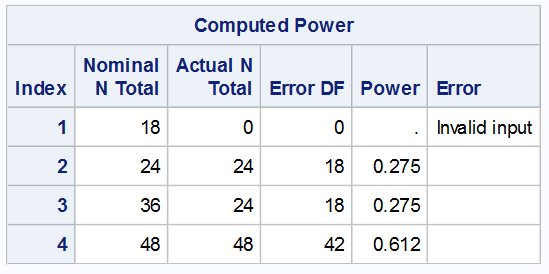 Computed Power
Index Nominal N Total Actual N Total Error DF Power Error
1 18 0 0 . Invalid input
2 24 24 18 0.275
3 36 24 18 0.275
4 48 48 42 0.612